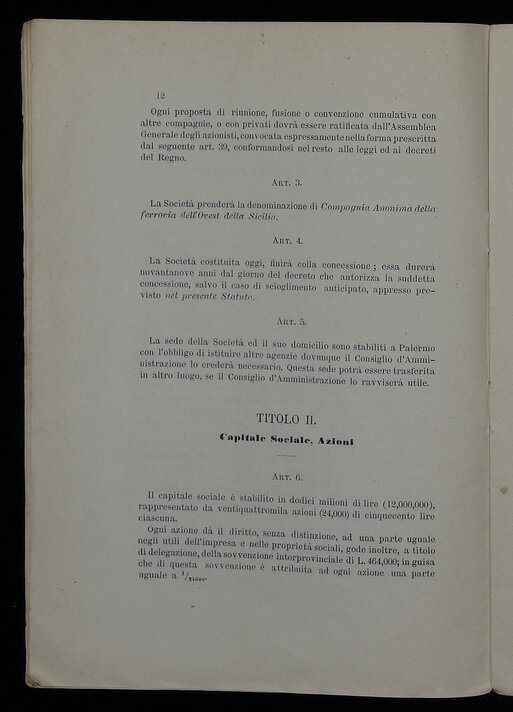 12
Ogni proposta di riunione, fusione o convenzione cumulativa con
altre compagnie, o con privati dovrà essere ratificata dall'Assemblea
Generale degli azionisti, convocata espressamente nella forma prescritta
dal seguente art. 39, conformandosi nel resto alle leggi ed ai decreti
del Regno.
ART. 3.
La Società prenderà la denominazione di Compagnia Anonima della
ferrovia dell'Ovest della Sicilia.
ART. 4.
La Società costituita oggi, finirà colla concessione; essa durerà
novantanove anni dal giorno del decreto che autorizza la suddetta
concessione, salvo il caso di scioglimento anticipato, appresso pre-
visto nel presente Statuto.
ART. 5.
La sede della Società ed il suo domicilio sono stabiliti a Palermo
con l'obbligo di istituire altre agenzie dovunque il Consiglio d'Ammi-
nistrazione lo crederà necessario. Questa sede potrà essere trasferita
in altro luogo, se il Consiglio d'Amministrazione lo ravviserà utile.
TITOLO II.
Capitale Sociale, Azioni
ART. 6.
Il capitale sociale è stabilito in dodici milioni di lire (12,000,000),
rappresentato da ventiquattromila azioni (24,000) di cinquecento lire
ciascuna.
Ogni azione dà il diritto, senza distinzione, ad una parte uguale
negli utili dell'impresa e nelle proprietà sociali, gode inoltre, a titolo
di delegazione, della sovvenzione interprovinciale di L. 464,000; in guisa
che di questa sovvenzione è attribuita ad ogni azione una parte
uguale a 1/24000.